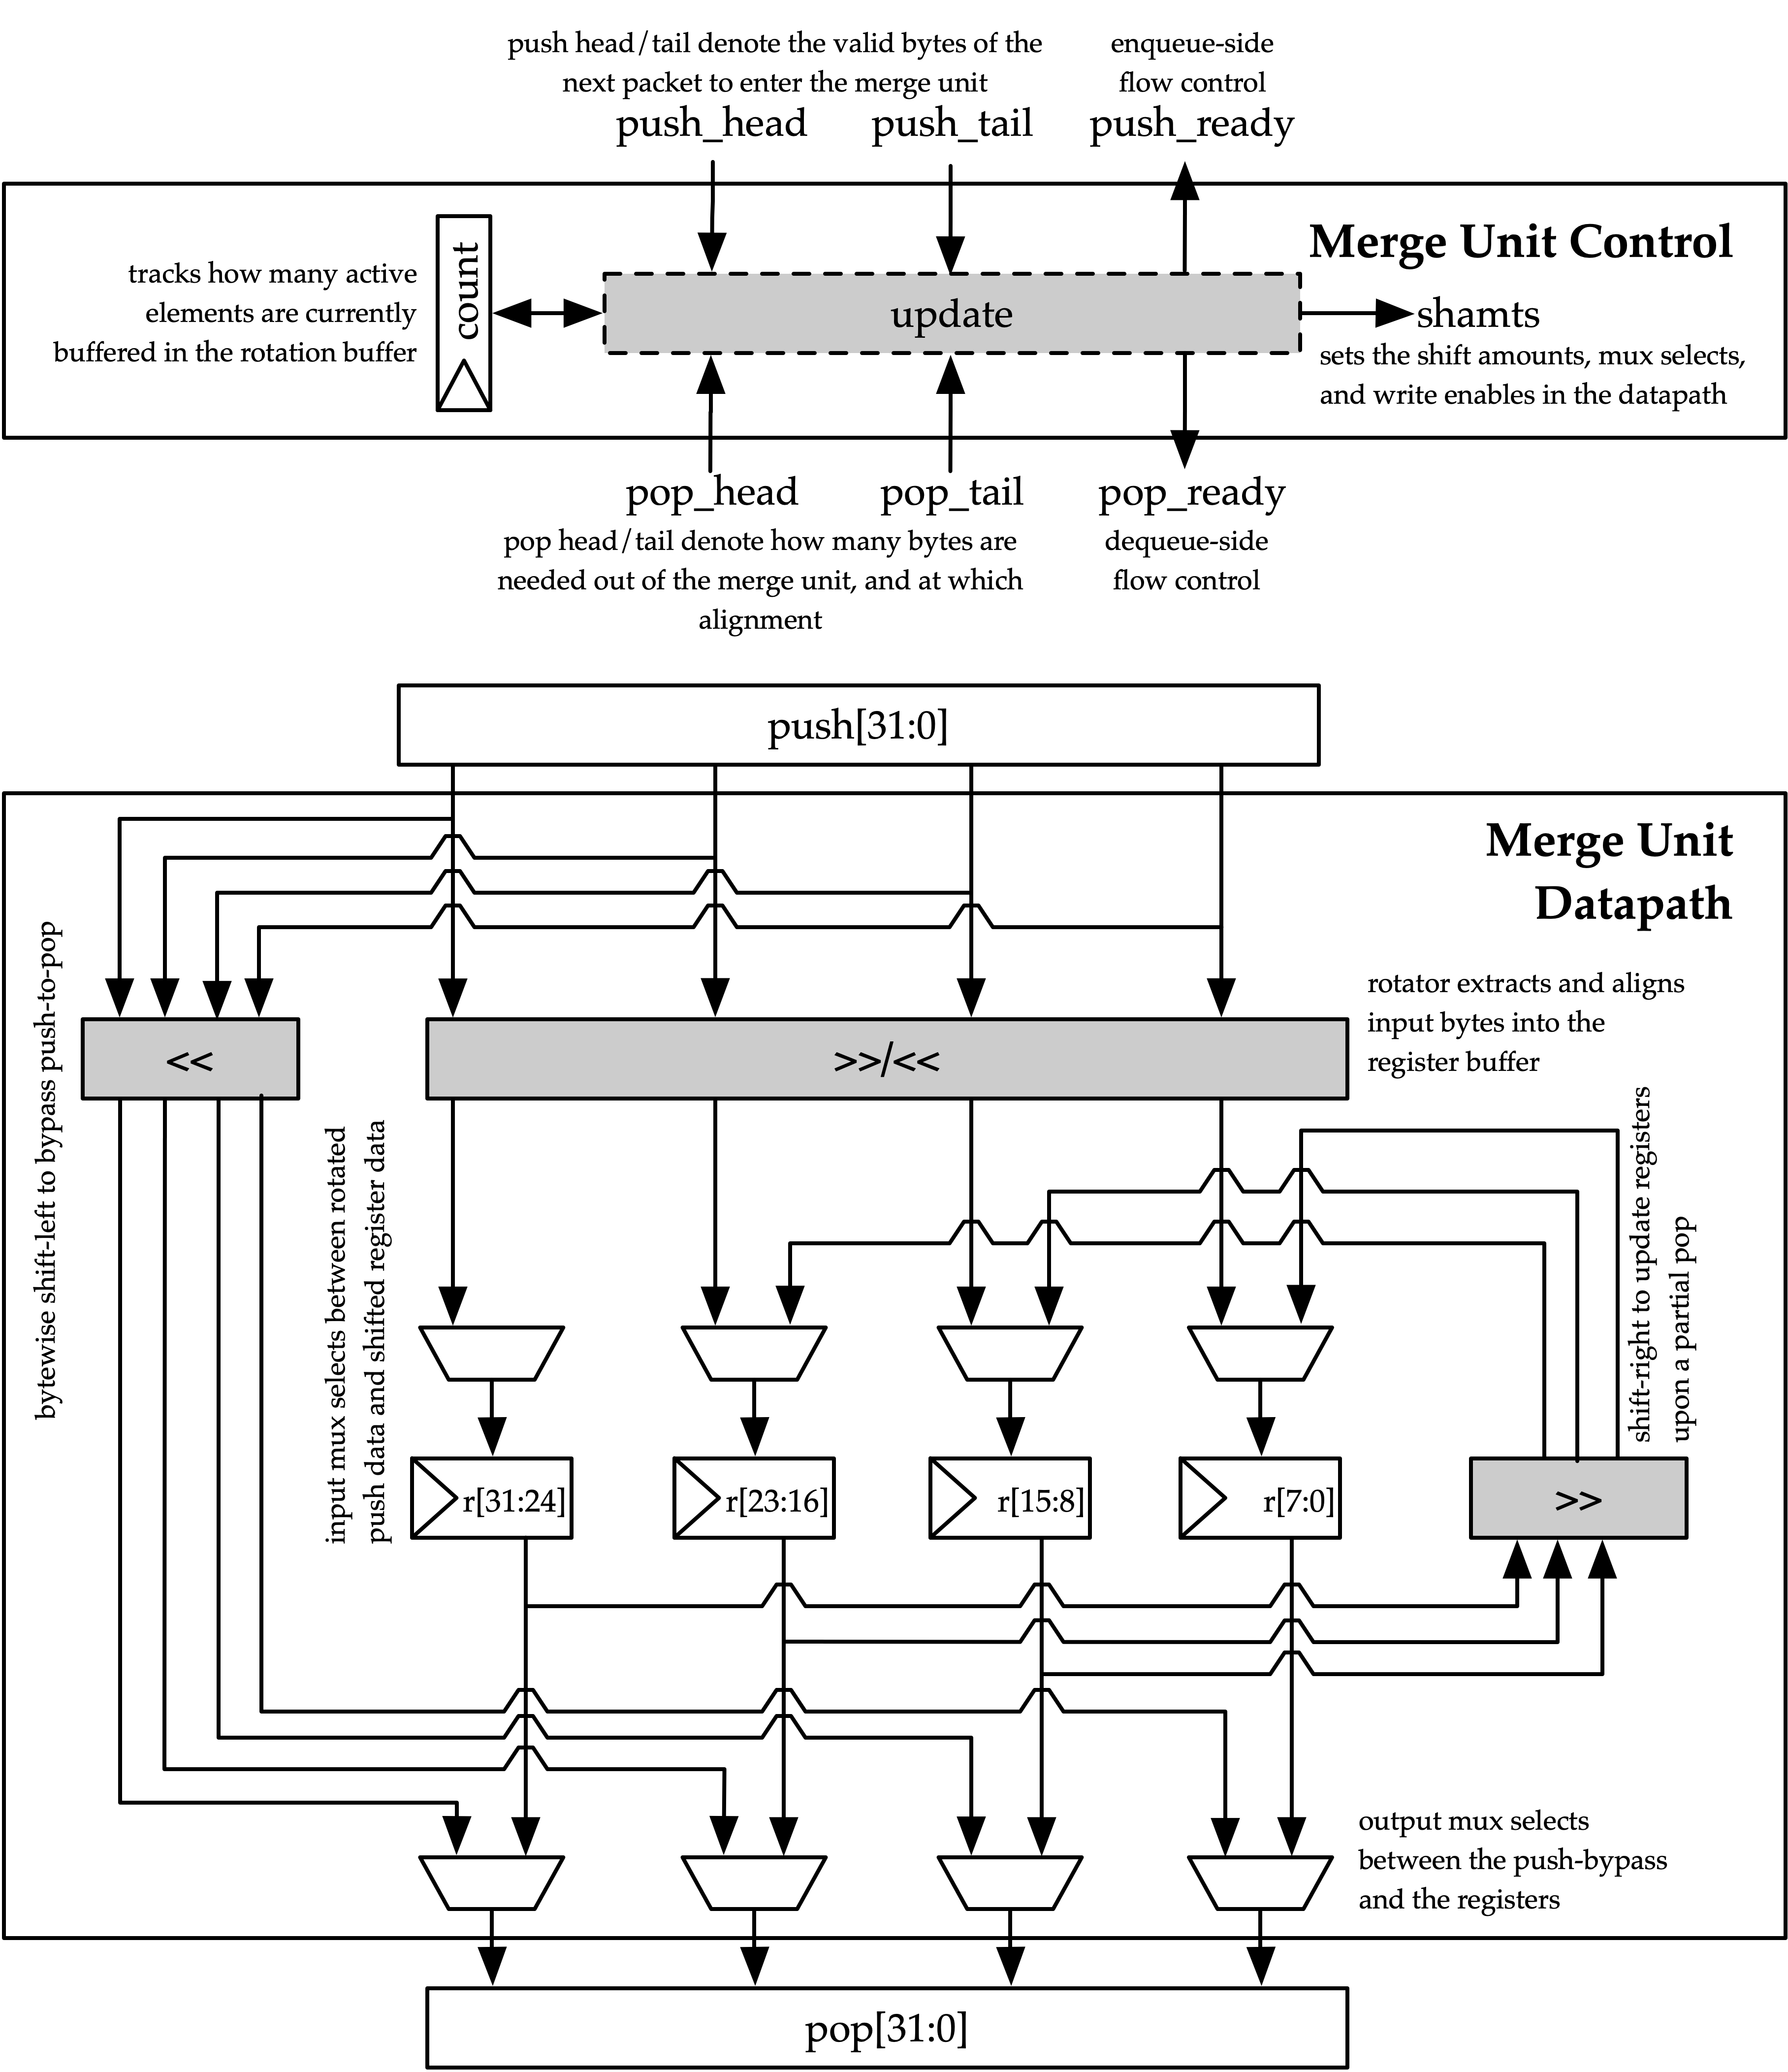 push head/tail denote the valid bytes of the
next packet to enter the merge unit
enqueue-side
flow control
push_head
push_tail
push_ready
Merge Unit Control
tracks how many active
elements are currently
buffered in the rotation buffer
count
update
shamts
sets the shift amounts, mux selects,
and write enables in the datapath
pop_head
pop_tail
pop_ready
pop head/tail denote how many bytes are
needed out of the merge unit, and at which
alignment
dequeue-side
flow control
push[31:0]
Merge Unit
Datapath
bytewise shift-left to bypass push-to-pop
<<
>>/<<
rotator extracts and aligns
input bytes into the
register buffer
input mux selects between rotated
push data and shifted register data
shift-right to update registers
upon a partial pop
r[31:24]
r[23:16]
r[15:8]
r[7:0]
>>
output mux selects
between the push-bypass
and the registers
pop[31:0]